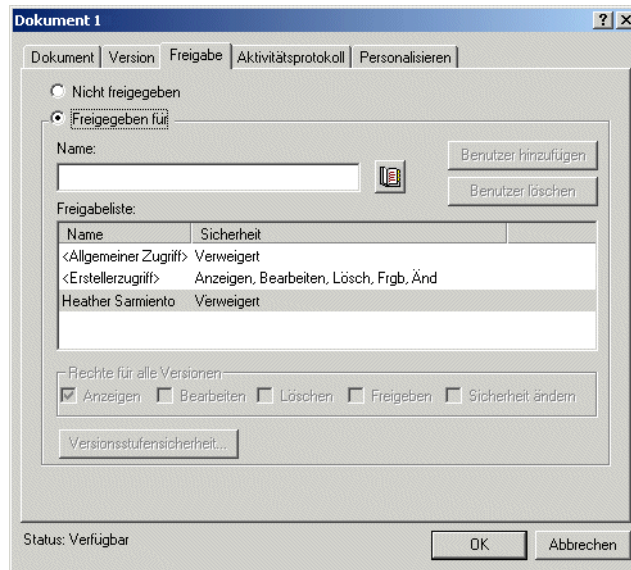 Dokument 1
Dokument Version Freigabe Aktivitätsprotokoll Personalisieren
Nicht freigegeben
Freigegeben für
Name:
Benutzer hinzufügen
Benutzer löschen
Freigabeliste:
Name Sicherheit
<Allgemeiner Zugriff> Verweigert
<Erstellerzugriff> Anzeigen, Bearbeiten, Lösch, Frgb, Änd
Heather Sarmiento Verweigert
Rechte für alle Versionen
Anzeigen Bearbeiten Löschen Freigeben Sicherheit ändern
Versionsstufensicherheit...
Status: Verfügbar
OK Abbrechen